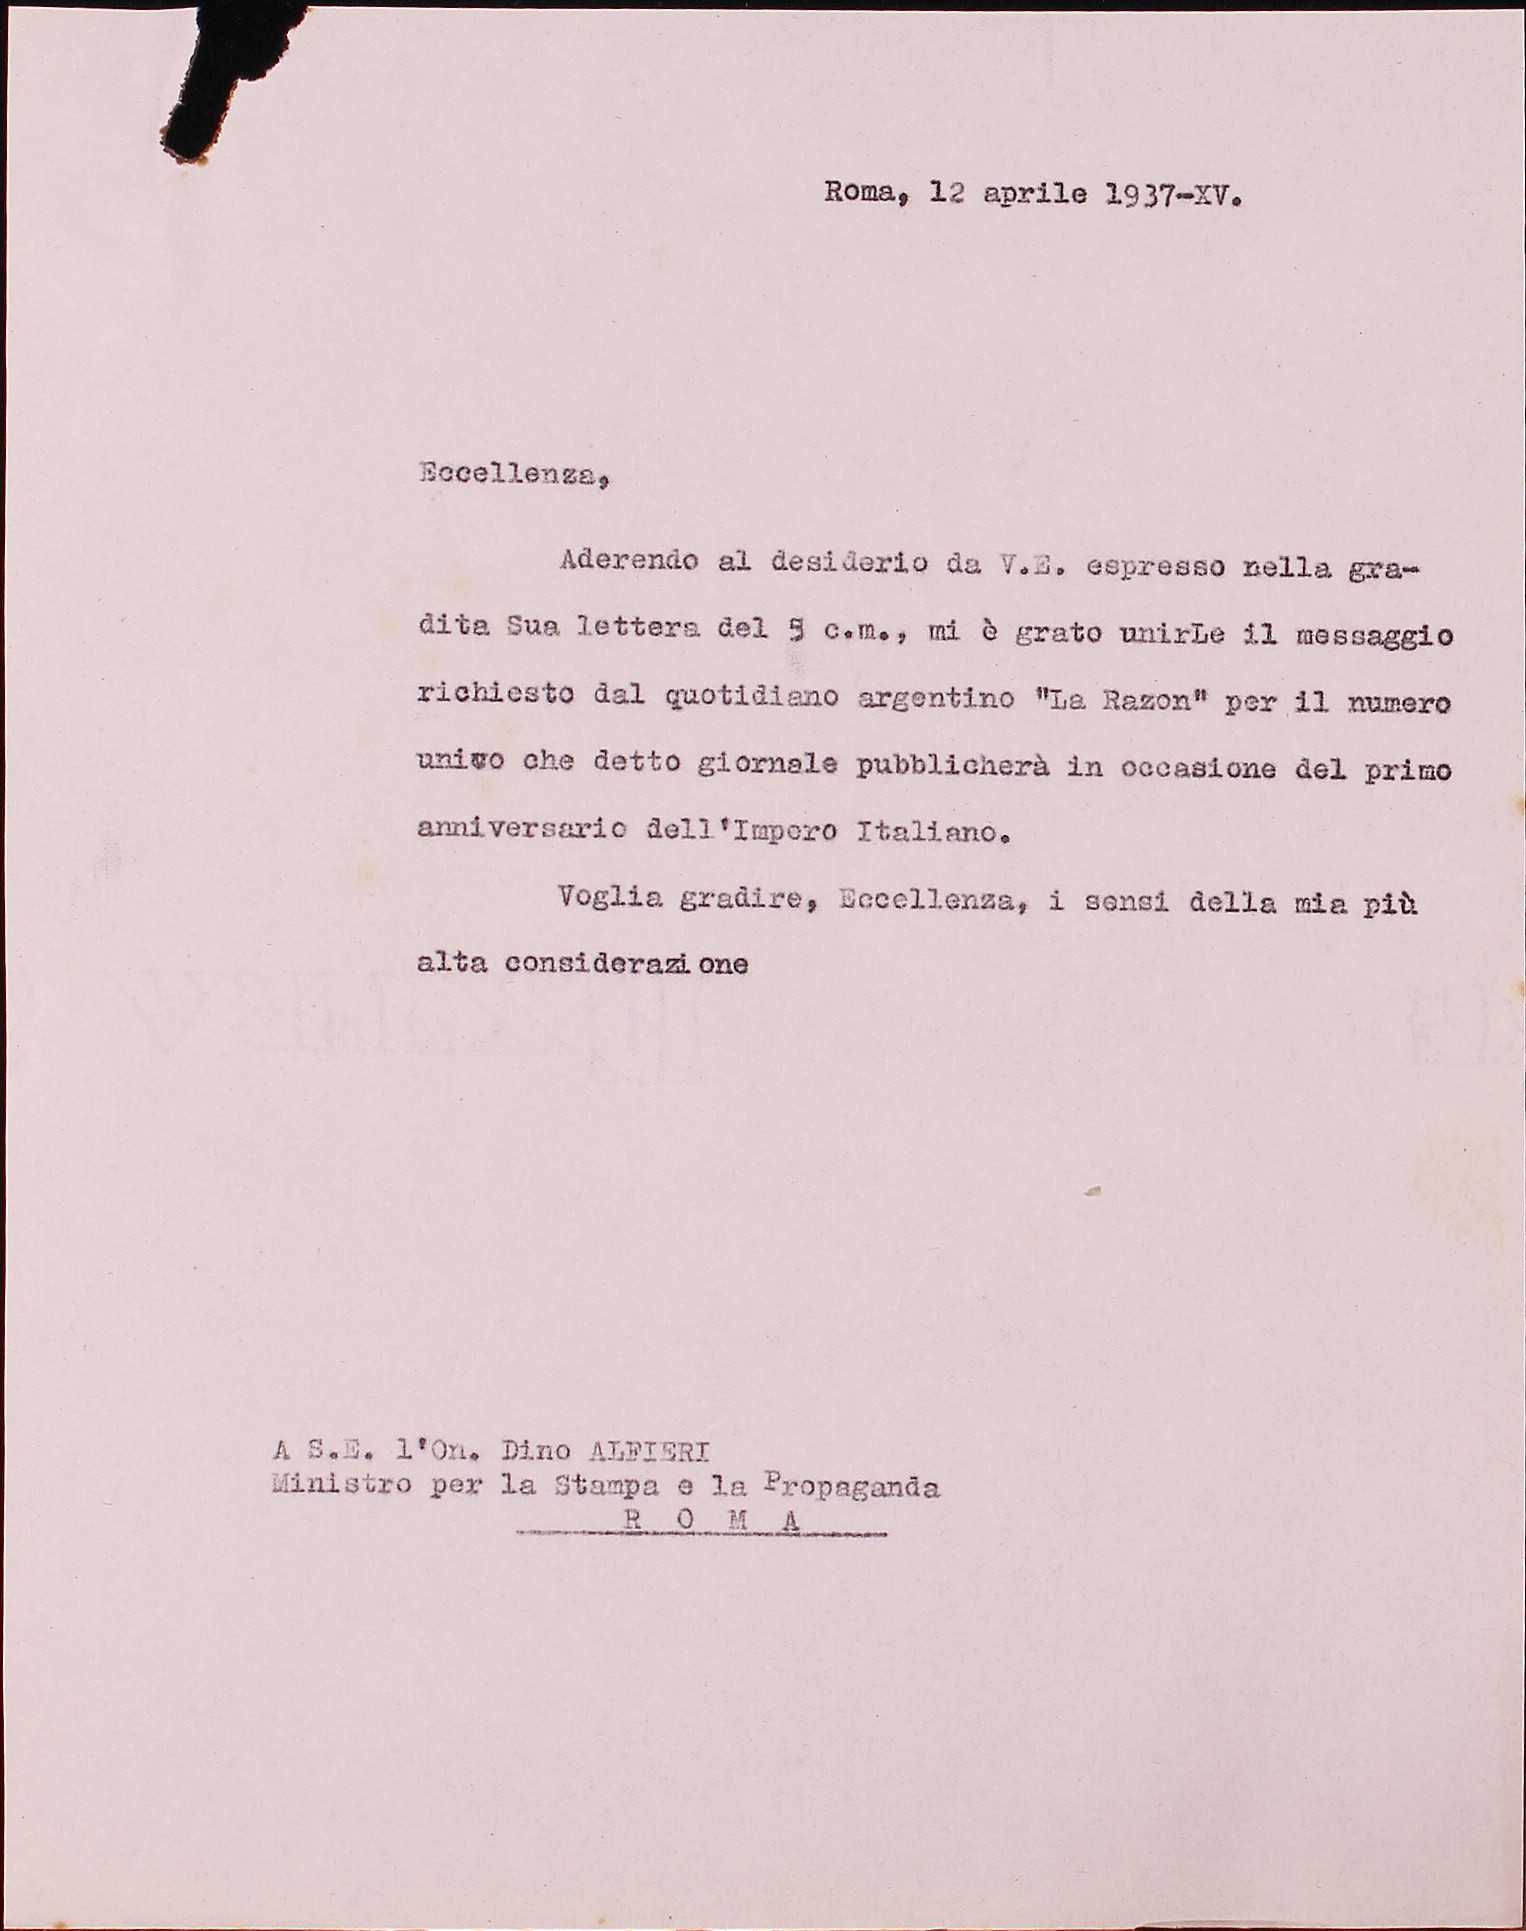 Roma, 12 aprile 1937-XV.
Eccellenza,
Aderendo al desiderio da V.E. espresso nella gra-
dita Sua lettera del 5 c.m., mi è grato unirLe il messaggio
richiesto dal quotidiano argentino "La Razon" per il numero
unico che detto giornale pubblicherà in occasione del primo
anniversario dell'Impero Italiano.
Voglia gradire, Eccellenza, i sensi della mia più
alta considerazione
A S.E. l'On. Dino ALFIERI
Ministro per la Stampa e la Propaganda
R O M A